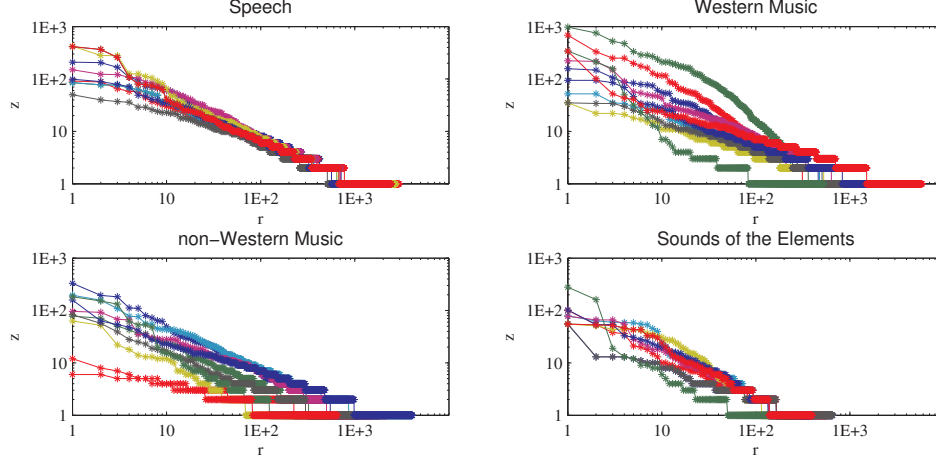 Speech
1E+3
1E+2
10
1
z
1
10
1E+2
1E+3
r
Western Music
1E+3
1E+2
10
1
z
1
10
1E+2
1E+3
r
non-Western Music
1E+3
1E+2
10
1
z
1
10
1E+2
1E+3
r
Sounds of the Elements
1E+3
1E+2
10
1
z
1
10
1E+2
1E+3
r